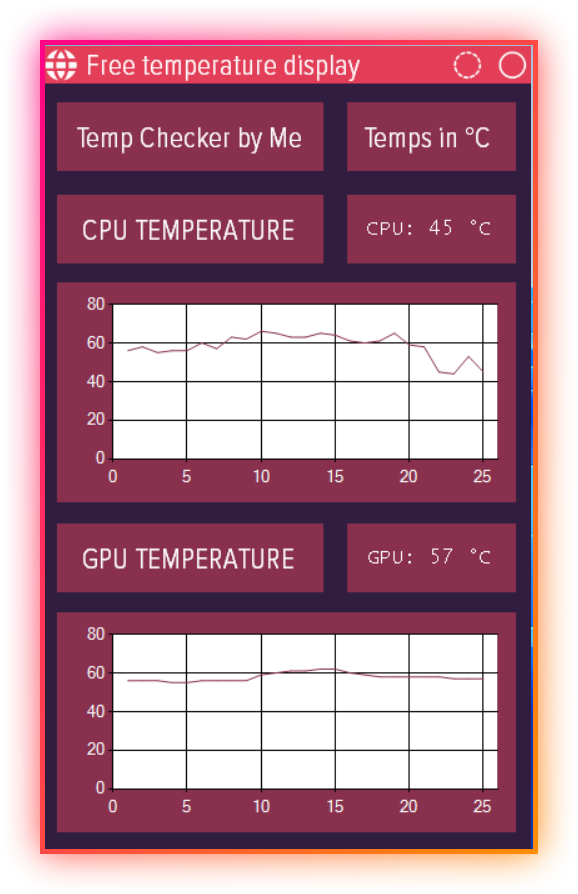 Free temperature display
Temp Checker by Me
Temps in °C
CPU TEMPERATURE
CPU: 45 °C
80
60
40
20
0
0 5 10 15 20 25
GPU TEMPERATURE
GPU: 57 °C
80
60
40
20
0
0 5 10 15 20 25